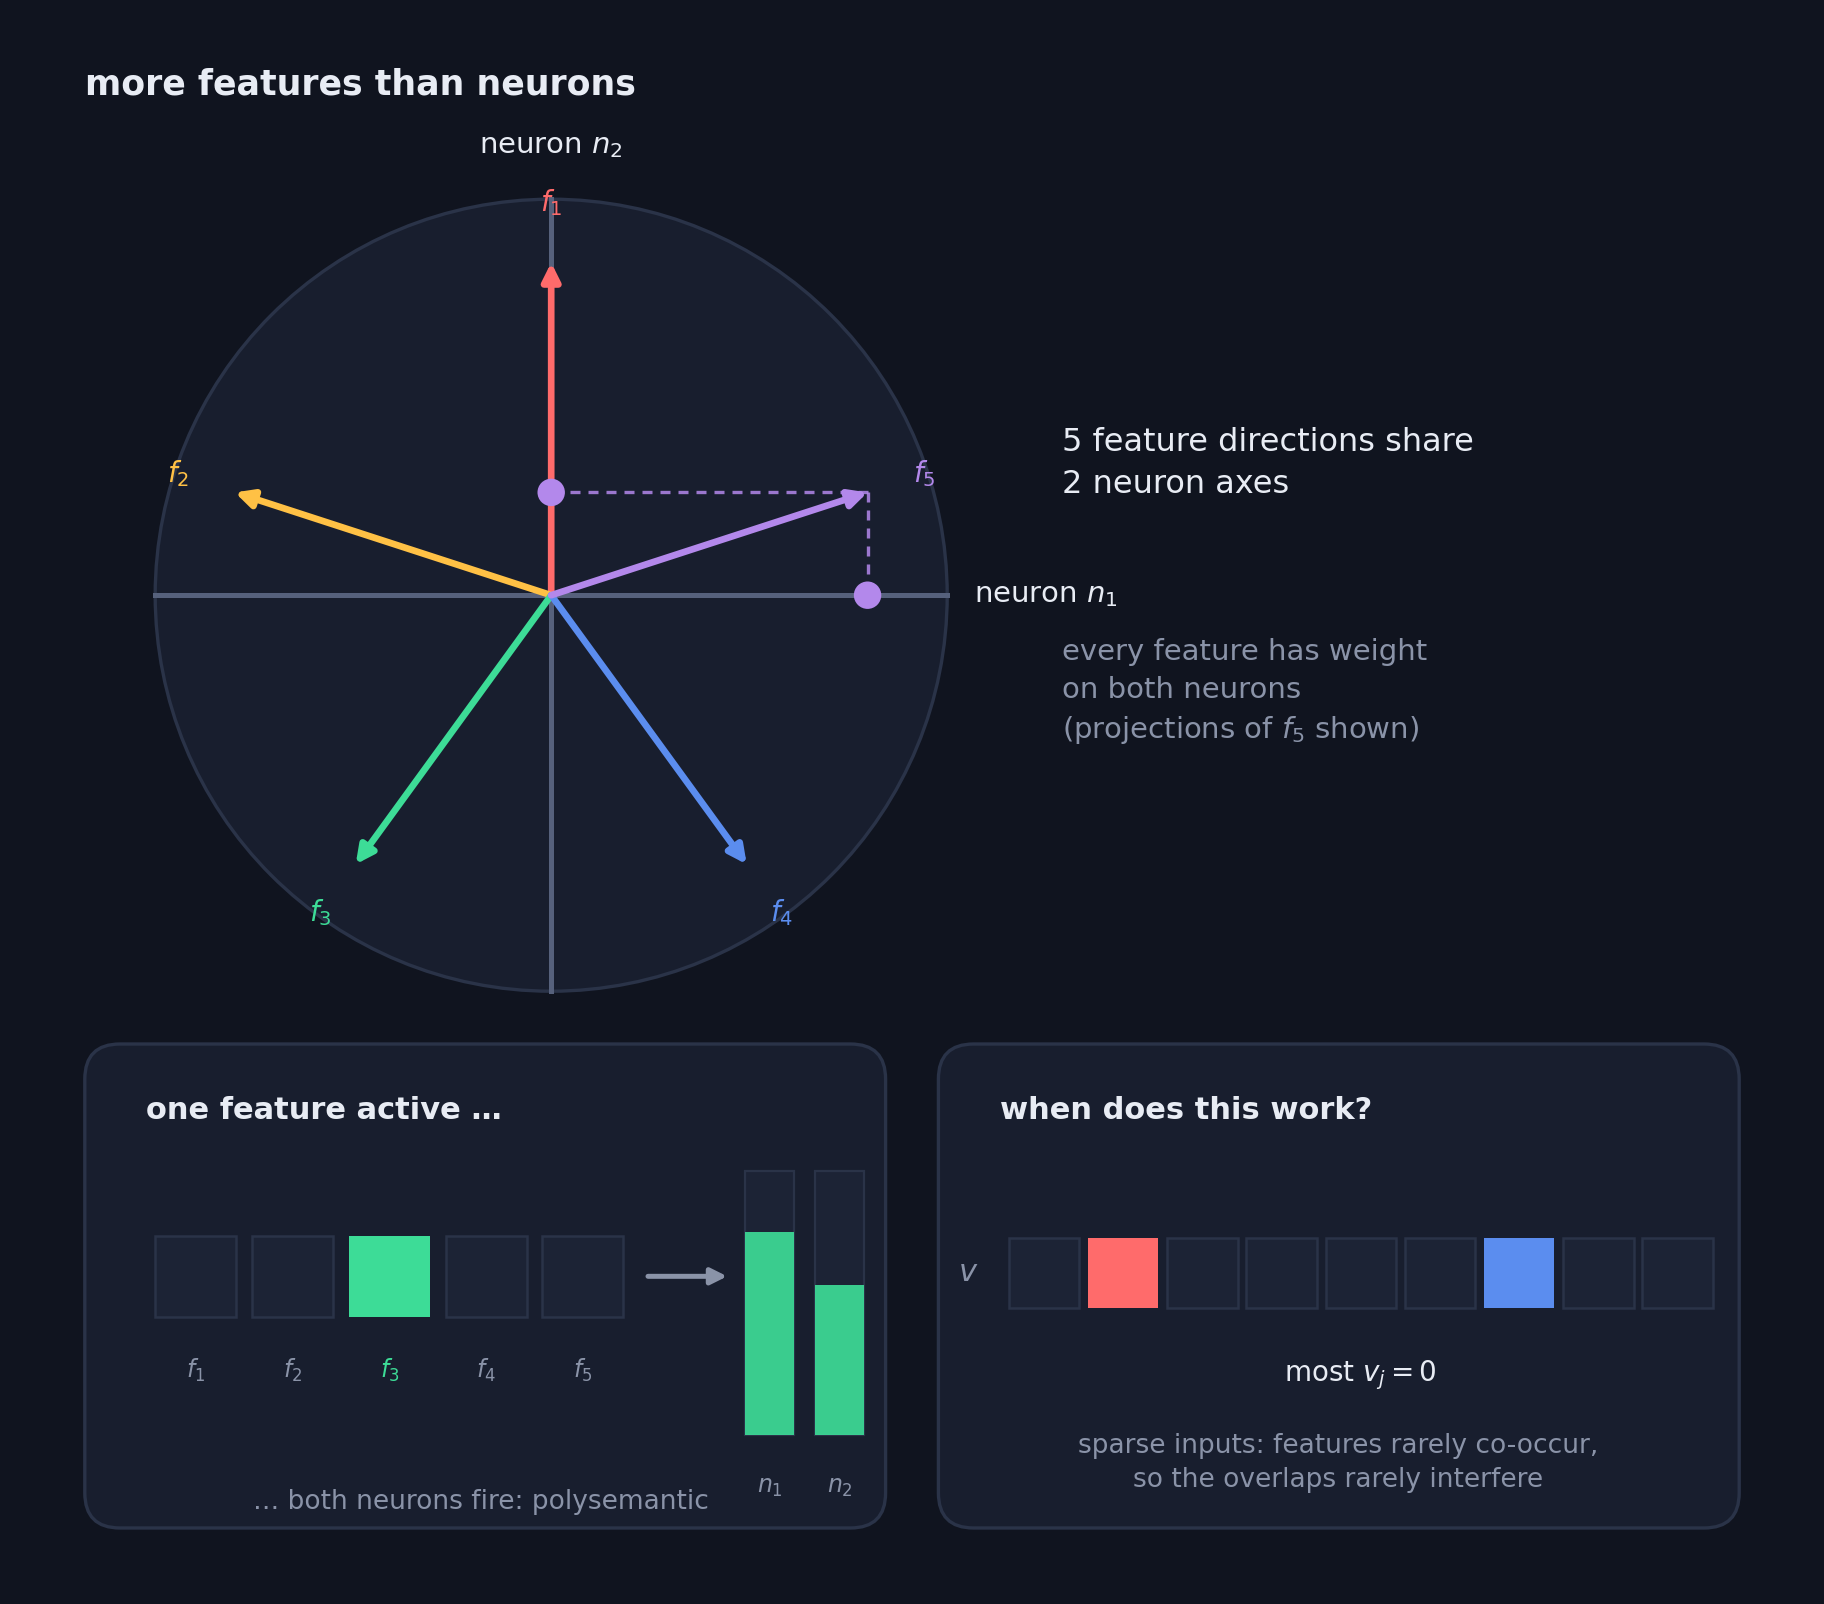 more features than neurons
neuron n₂
f₁
f₂
f₅
5 feature directions share
2 neuron axes
neuron n₁
every feature has weight
on both neurons
(projections of f₅ shown)
f₃
f₄
one feature active ...
f₁ f₂ f₃ f₄ f₅
n₁ n₂
... both neurons fire: polysemantic
when does this work?
v
most vⱼ = 0
sparse inputs: features rarely co-occur,
so the overlaps rarely interfere